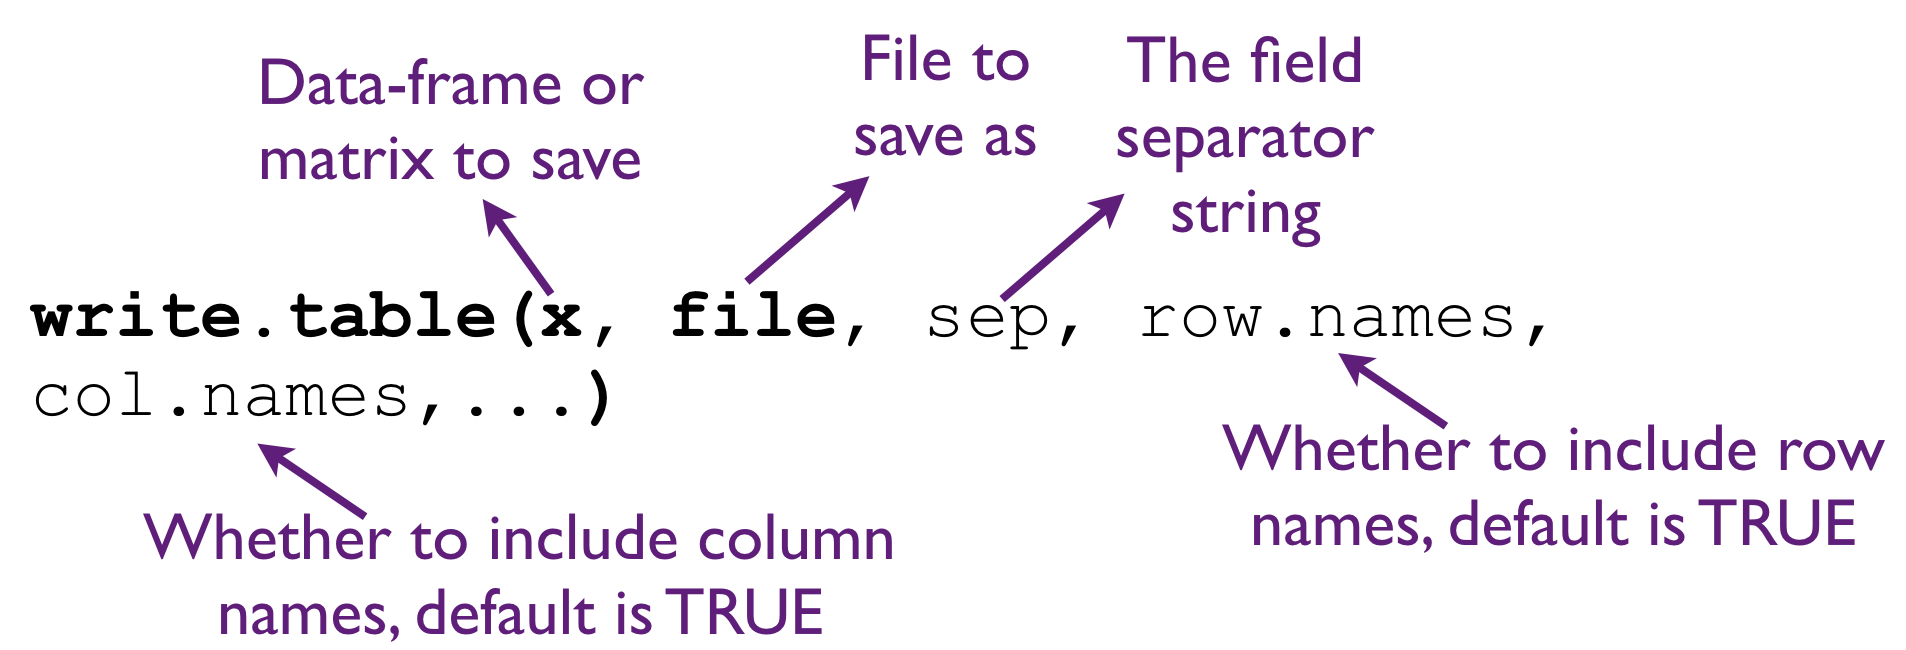 Data-frame or
matrix to save
File to
save as
The field
separator
string
write.table(x, file, sep, row.names,
col.names,...)
Whether to include row
names, default is TRUE
Whether to include column
names, default is TRUE